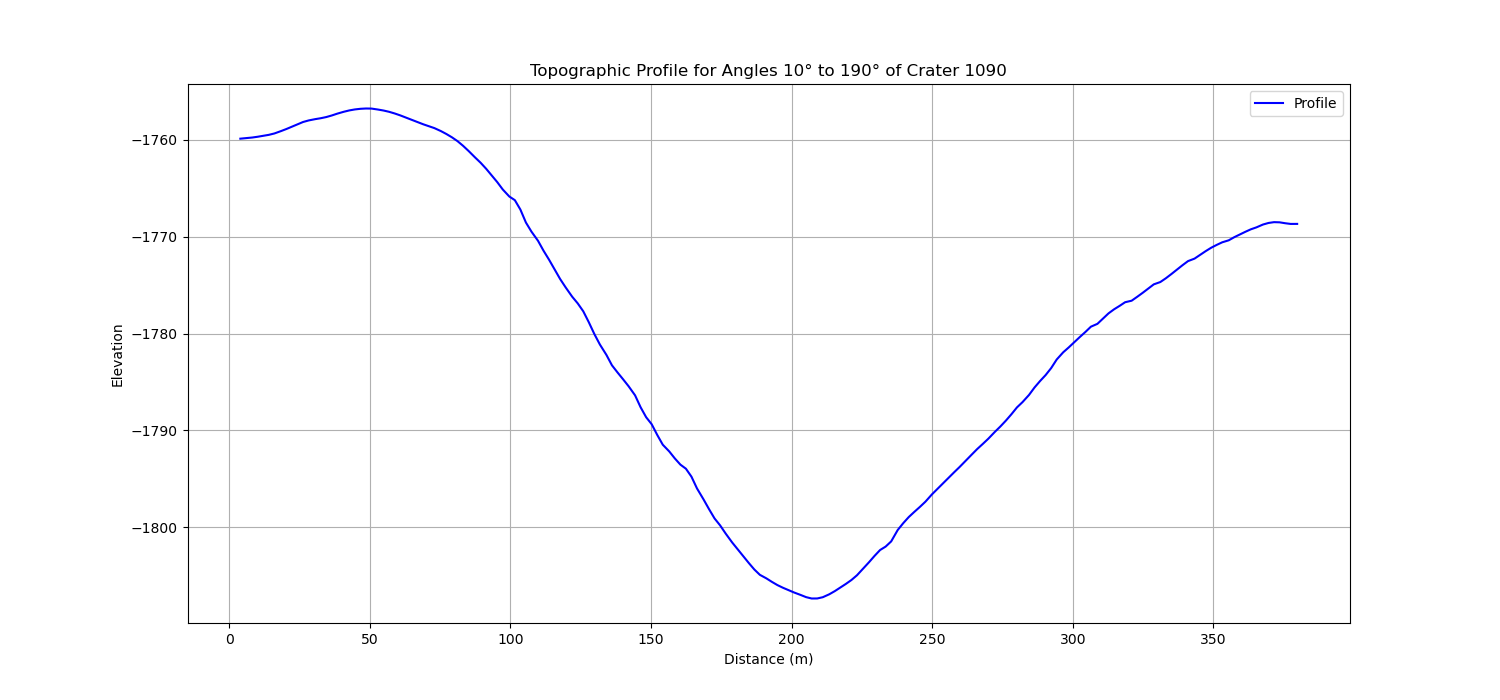 Topographic Profile for Angles 10° to 190° of Crater 1090
Profile
−1760
−1770
−1780
−1790
−1800
Elevation
0 50 100 150 200 250 300 350
Distance (m)